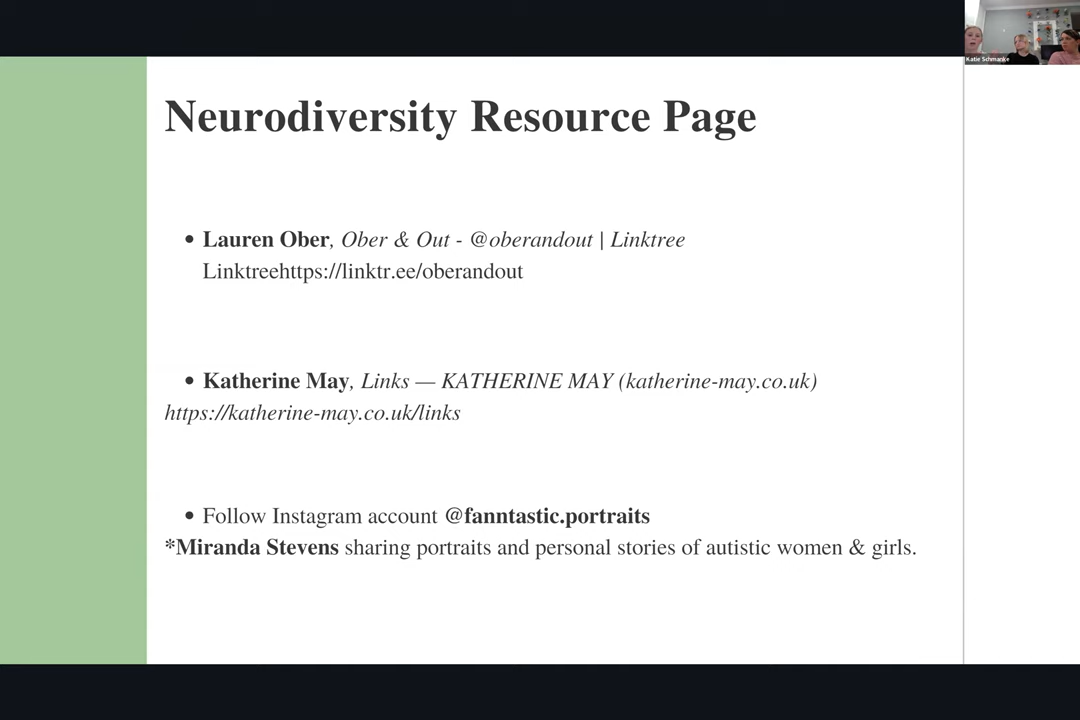 Katie Schmanke
Neurodiversity Resource Page
• Lauren Ober, Ober & Out - @oberandout | Linktree
Linktreehttps://linktr.ee/oberandout
• Katherine May, Links — KATHERINE MAY (katherine-may.co.uk)
https://katherine-may.co.uk/links
• Follow Instagram account @fanntastic.portraits
*Miranda Stevens sharing portraits and personal stories of autistic women & girls.